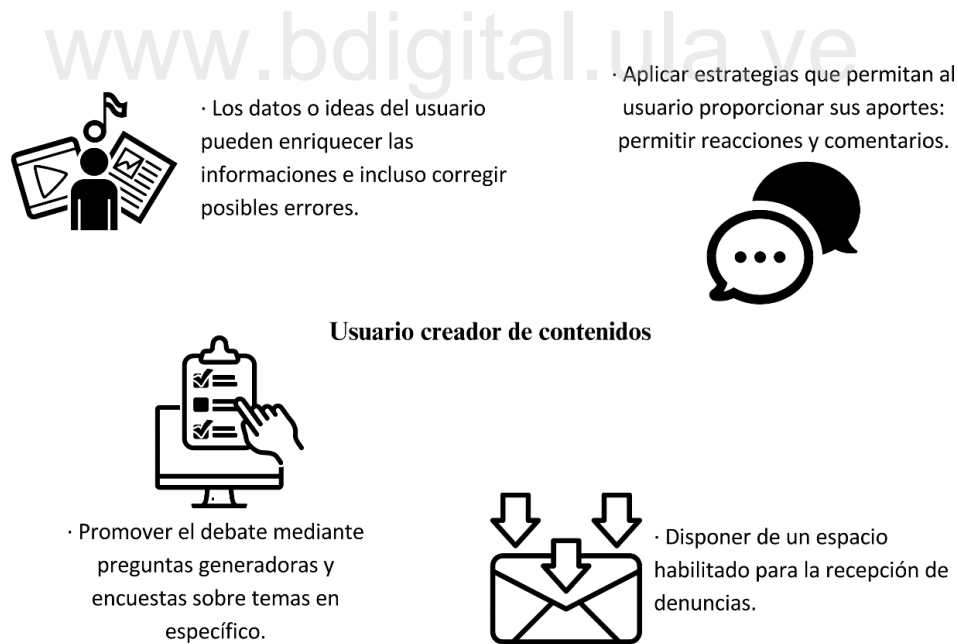 www.bdigital.ula.ve
· Los datos o ideas del usuario
pueden enriquecer las
informaciones e incluso corregir
posibles errores.
· Aplicar estrategias que permitan al
usuario proporcionar sus aportes:
permitir reacciones y comentarios.
Usuario creador de contenidos
· Promover el debate mediante
preguntas generadoras y
encuestas sobre temas en
específico.
· Disponer de un espacio
habilitado para la recepción de
denuncias.